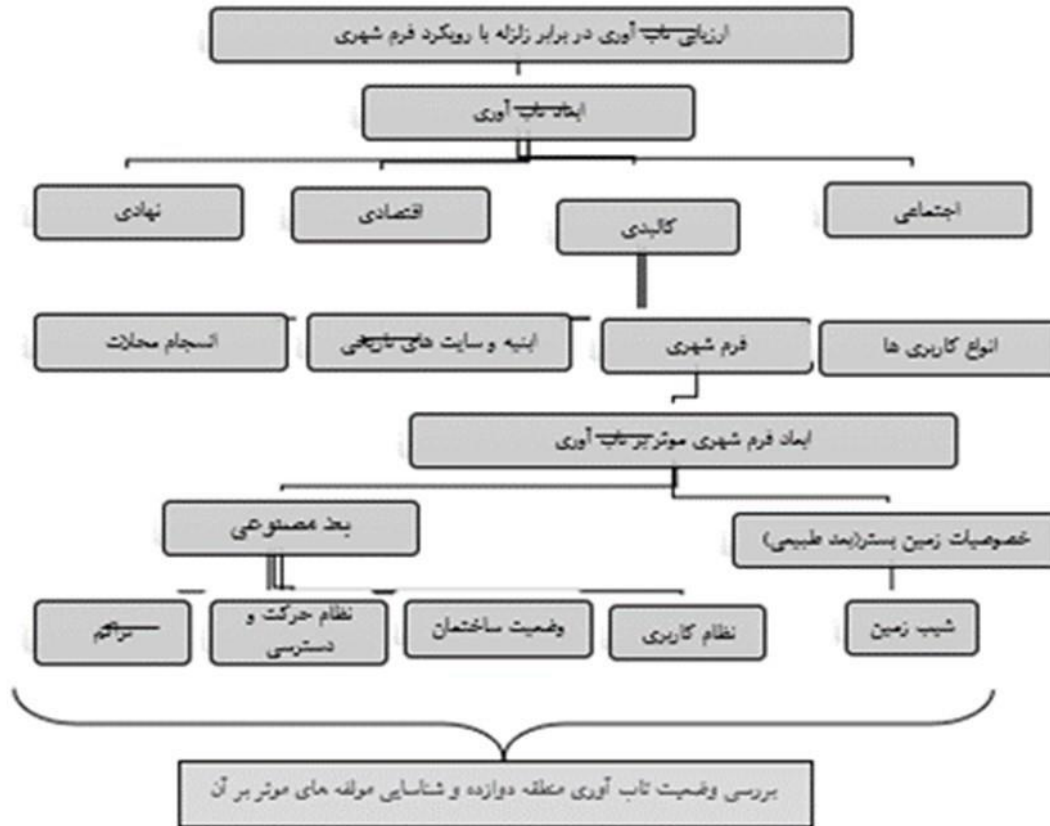 ارزیابی تاب آوری در برابر زلزله با رویکرد فرم شهری
ابعاد تاب آوری
اجتماعی
کالبدی
اقتصادی
نهادی
انواع کاربری ها
فرم شهری
ابنیه و سایت های تاریخی
انسجام محلات
ابعاد فرم شهری موثر بر تاب آوری
خصوصیات زمین بستر(بعد طبیعی)
بعد مصنوعی
شیب زمین
نظام کاربری
وضعیت ساختمان
نظام حرکت و
دسترسی
تراکم
بررسی وضعیت تاب آوری منطقه دوازده و شناسایی مولفه های موثر بر آن